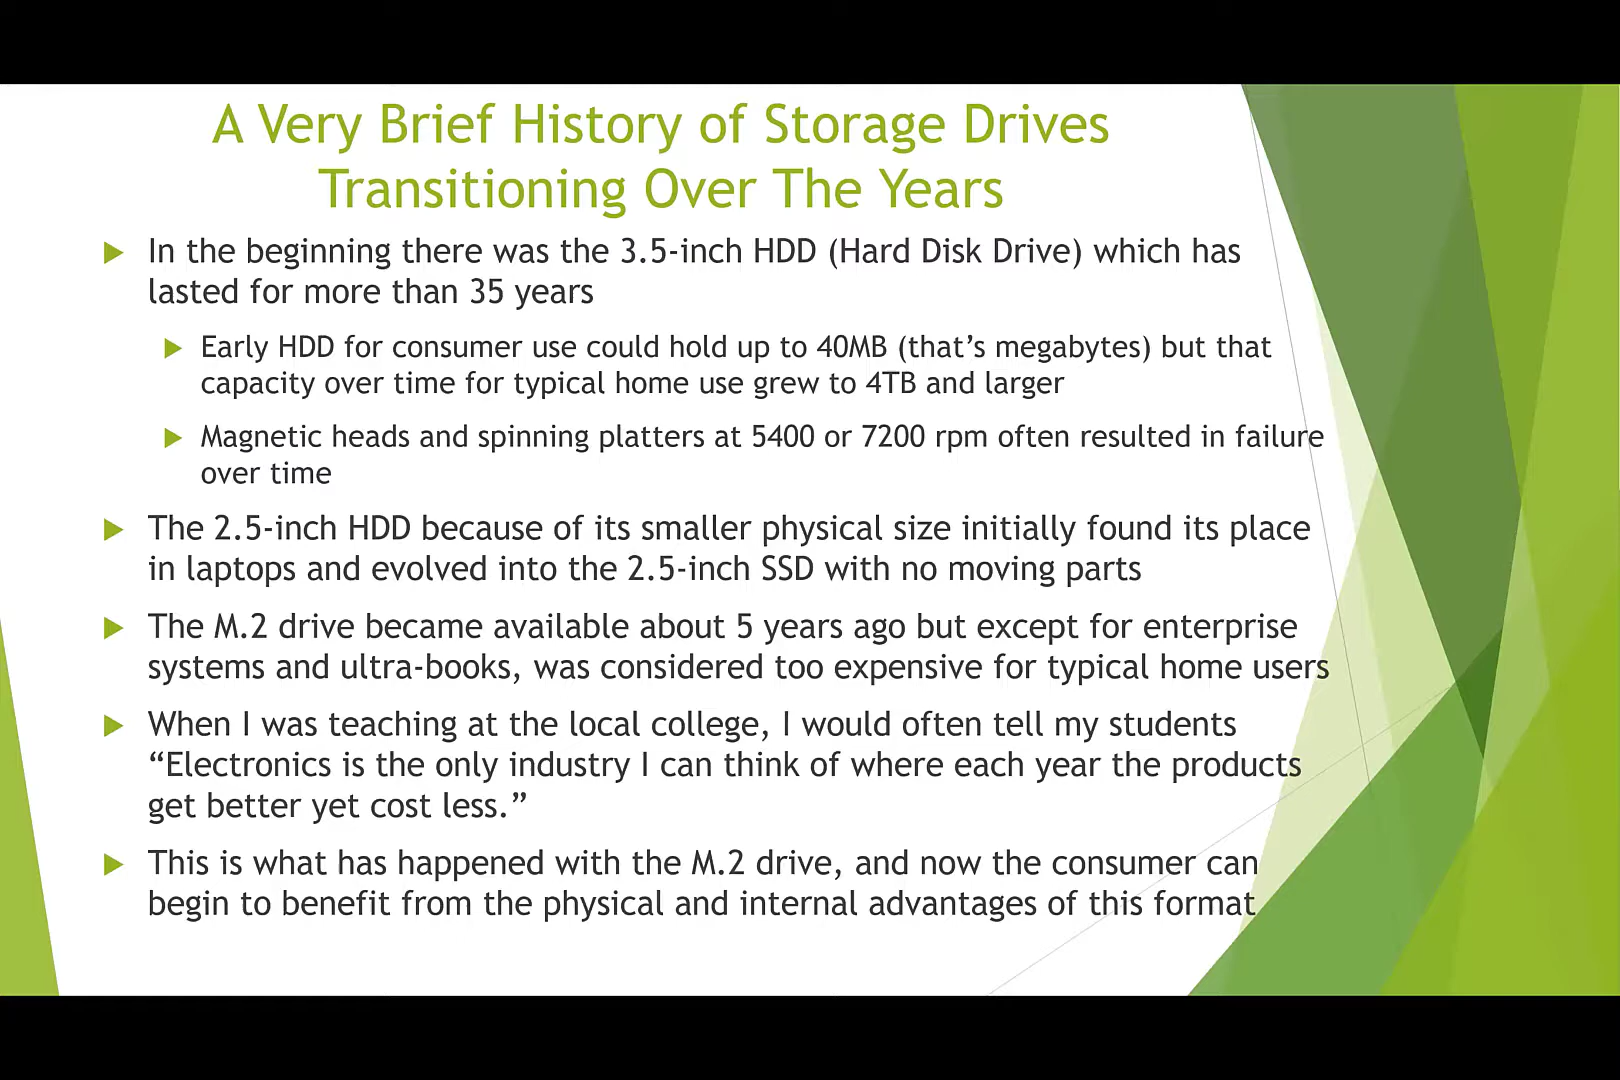 A Very Brief History of Storage Drives
Transitioning Over The Years
In the beginning there was the 3.5-inch HDD (Hard Disk Drive) which has
lasted for more than 35 years
Early HDD for consumer use could hold up to 40MB (that’s megabytes) but that
capacity over time for typical home use grew to 4TB and larger
Magnetic heads and spinning platters at 5400 or 7200 rpm often resulted in failure
over time
The 2.5-inch HDD because of its smaller physical size initially found its place
in laptops and evolved into the 2.5-inch SSD with no moving parts
The M.2 drive became available about 5 years ago but except for enterprise
systems and ultra-books, was considered too expensive for typical home users
When I was teaching at the local college, I would often tell my students
“Electronics is the only industry I can think of where each year the products
get better yet cost less.”
This is what has happened with the M.2 drive, and now the consumer can
begin to benefit from the physical and internal advantages of this format